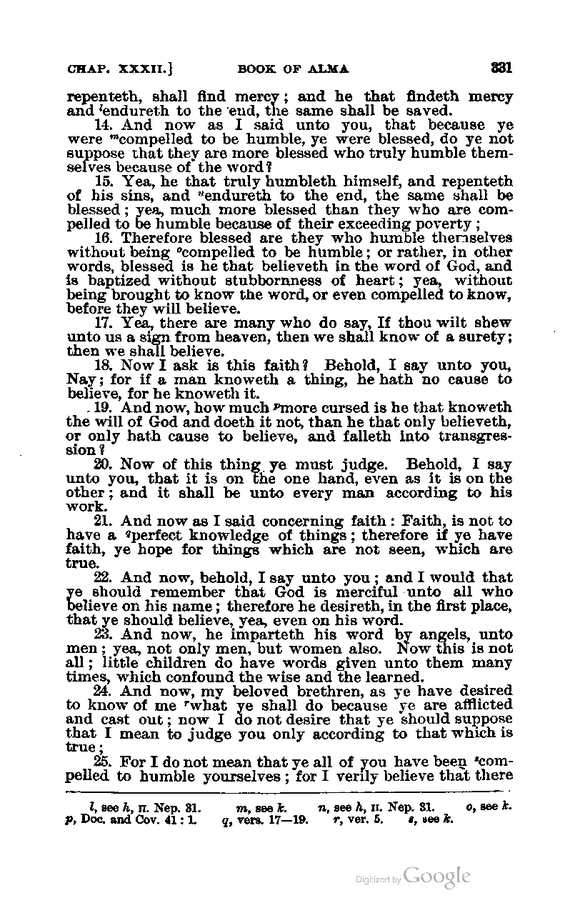 CHAP. XXXII.] BOOK OF ALMA 331
repenteth, shall find mercy; and he that findeth mercy
and ˡendureth to the end, the same shall be saved.
14. And now as I said unto you, that because ye
were ᵐcompelled to be humble, ye were blessed, do ye not
suppose that they are more blessed who truly humble them-
selves because of the word?
15. Yea, he that truly humbleth himself, and repenteth
of his sins, and ⁿendureth to the end, the same shall be
blessed; yea, much more blessed than they who are com-
pelled to be humble because of their exceeding poverty;
16. Therefore blessed are they who humble themselves
without being ᵒcompelled to be humble; or rather, in other
words, blessed is he that believeth in the word of God, and
is baptized without stubbornness of heart; yea, without
being brought to know the word, or even compelled to know,
before they will believe.
17. Yea, there are many who do say, If thou wilt shew
unto us a sign from heaven, then we shall know of a surety;
then we shall believe.
18. Now I ask is this faith? Behold, I say unto you,
Nay; for if a man knoweth a thing, he hath no cause to
believe, for he knoweth it.
19. And now, how much ᵖmore cursed is he that knoweth
the will of God and doeth it not, than he that only believeth,
or only hath cause to believe, and falleth into transgres-
sion?
20. Now of this thing ye must judge. Behold, I say
unto you, that it is on the one hand, even as it is on the
other; and it shall be unto every man according to his
work.
21. And now as I said concerning faith: Faith, is not to
have a ᑫperfect knowledge of things; therefore if ye have
faith, ye hope for things which are not seen, which are
true.
22. And now, behold, I say unto you; and I would that
ye should remember that God is merciful unto all who
believe on his name; therefore he desireth, in the first place,
that ye should believe, yea, even on his word.
23. And now, he imparteth his word by angels, unto
men; yea, not only men, but women also. Now this is not
all; little children do have words given unto them many
times, which confound the wise and the learned.
24. And now, my beloved brethren, as ye have desired
to know of me ʳwhat ye shall do because ye are afflicted
and cast out; now I do not desire that ye should suppose
that I mean to judge you only according to that which is
true;
25. For I do not mean that ye all of you have been ˢcom-
pelled to humble yourselves; for I verily believe that there
l, see h, II. Nep. 31. m, see k. n, see h, II. Nep. 31. o, see k.
p, Doc. and Cov. 41:1. q, vers. 17—19. r, ver. 5. s, see k.
Digitized by Google